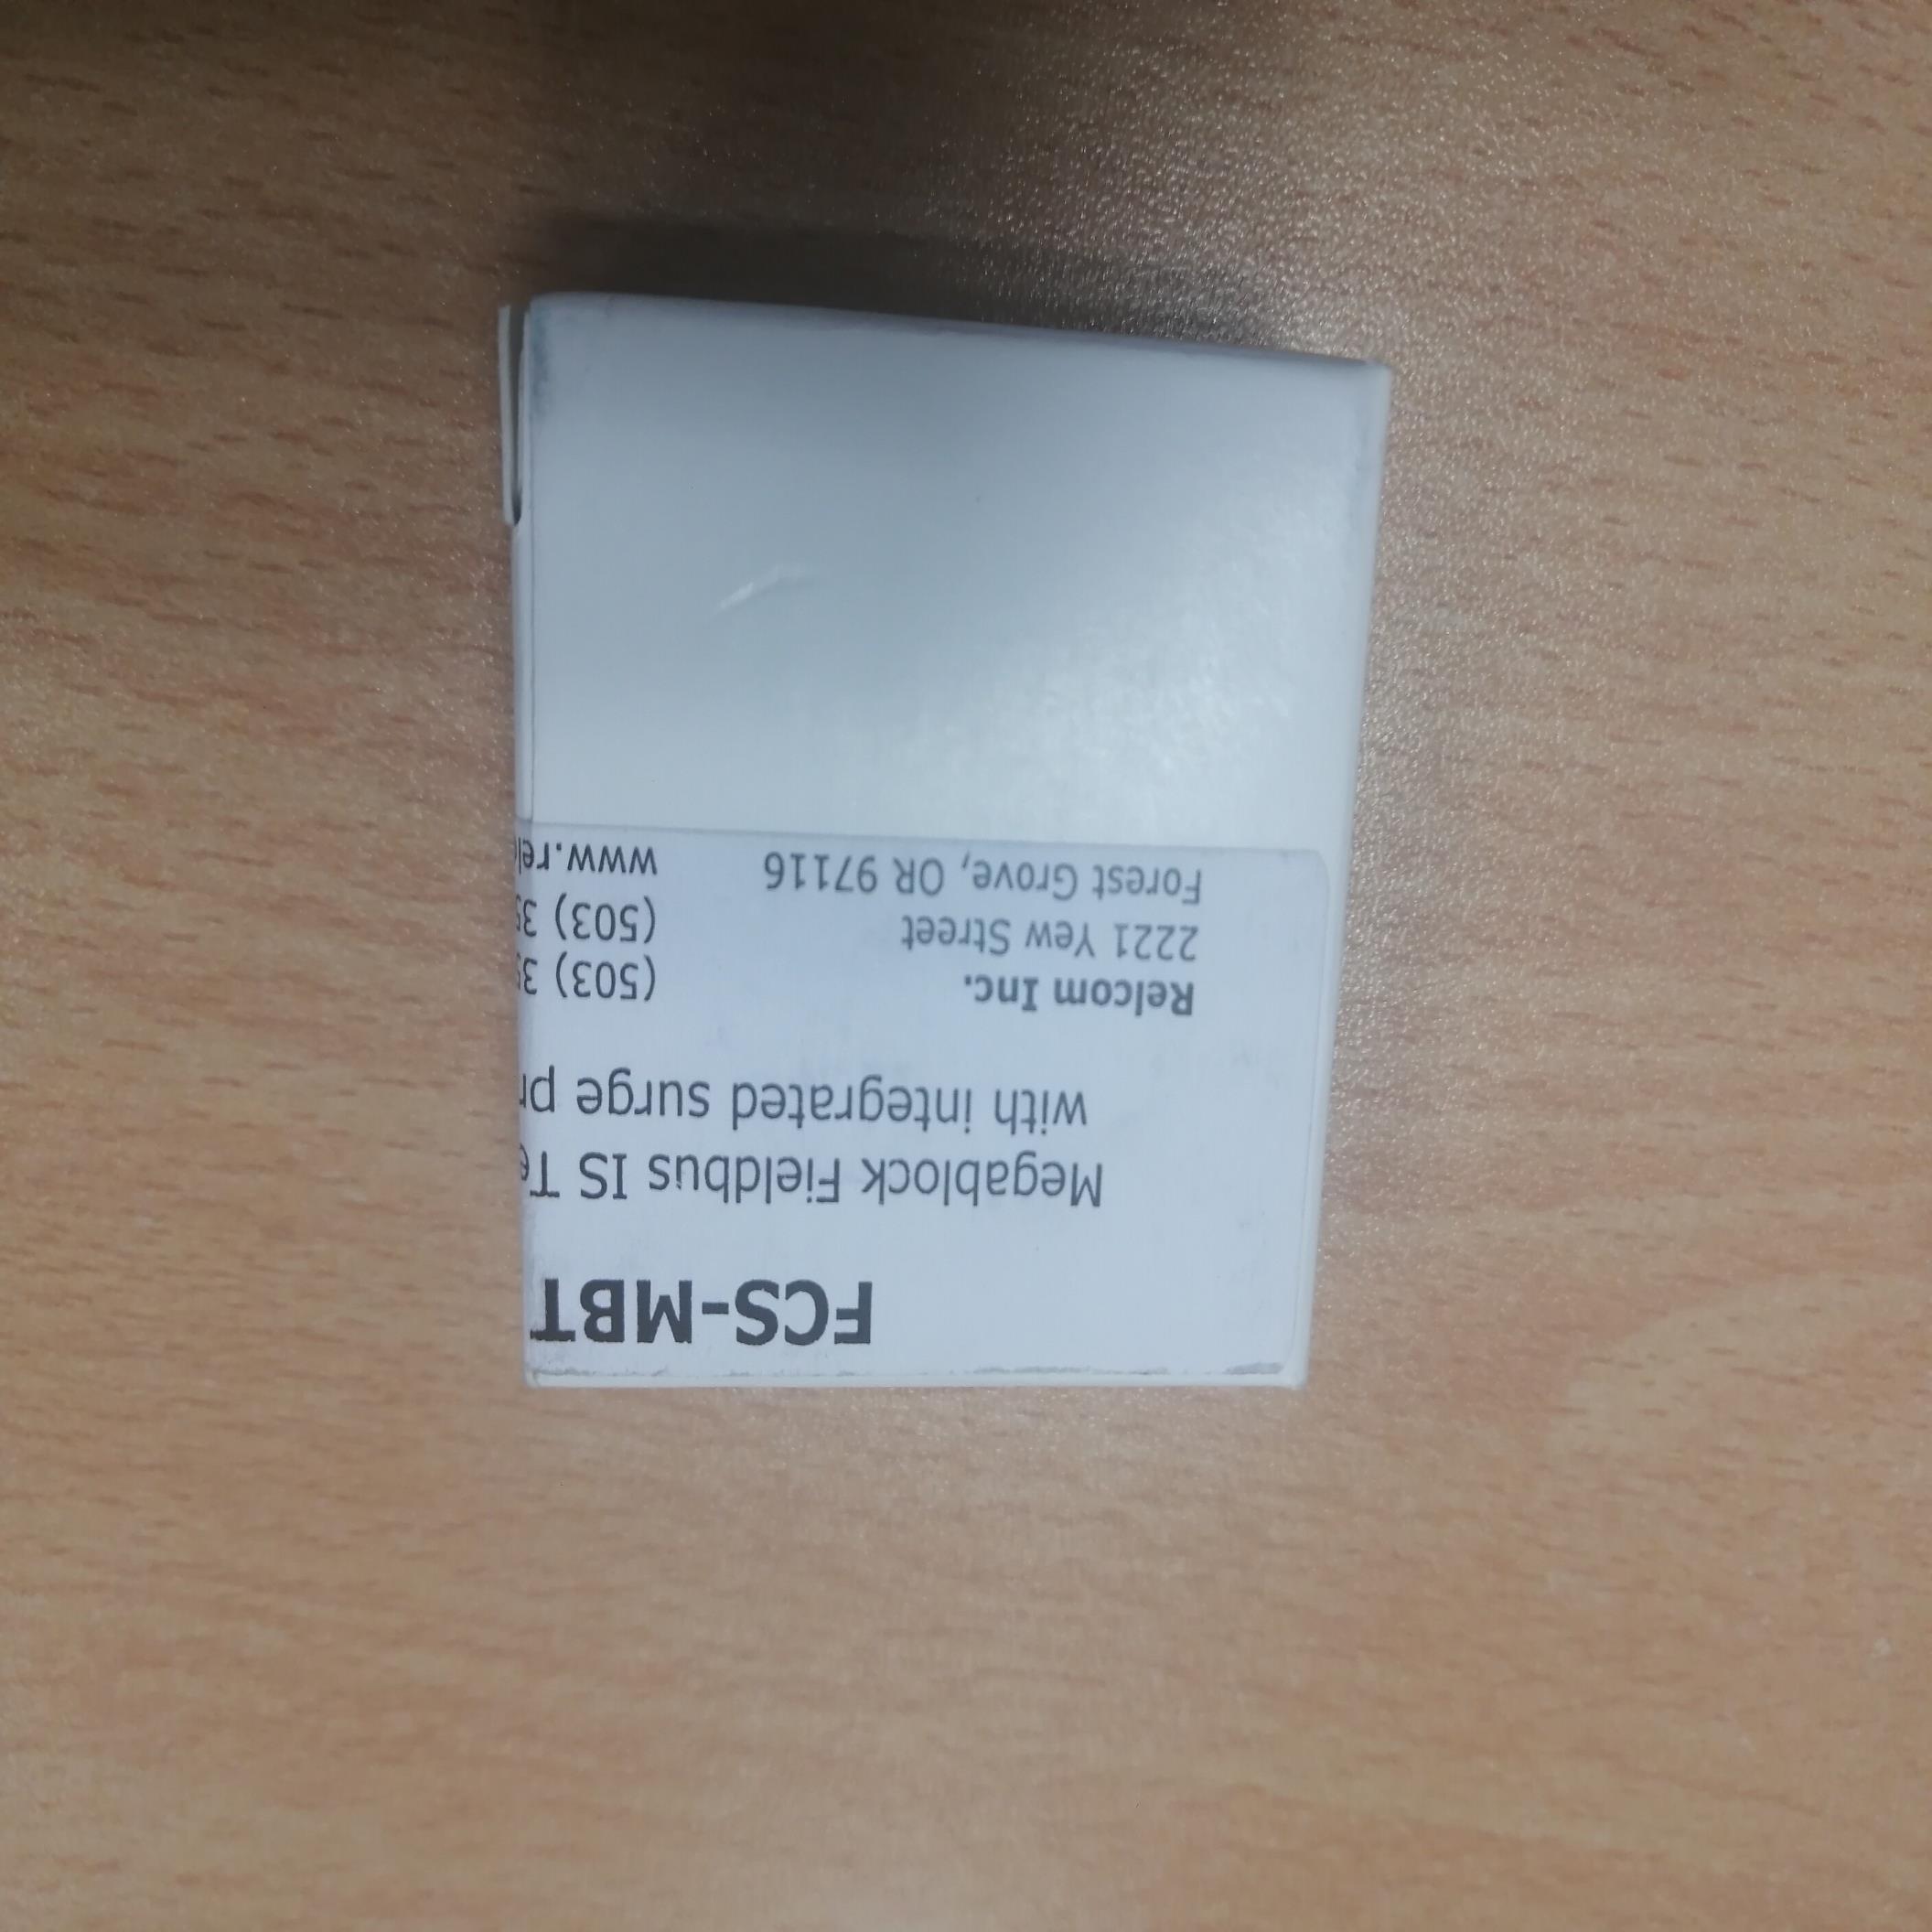 FCS-MBT
Megablock Fieldbus IS Te
with integrated surge pr
Relcom Inc. (503) 35
2221 Yew Street (503) 35
Forest Grove, OR 97116 www.relc